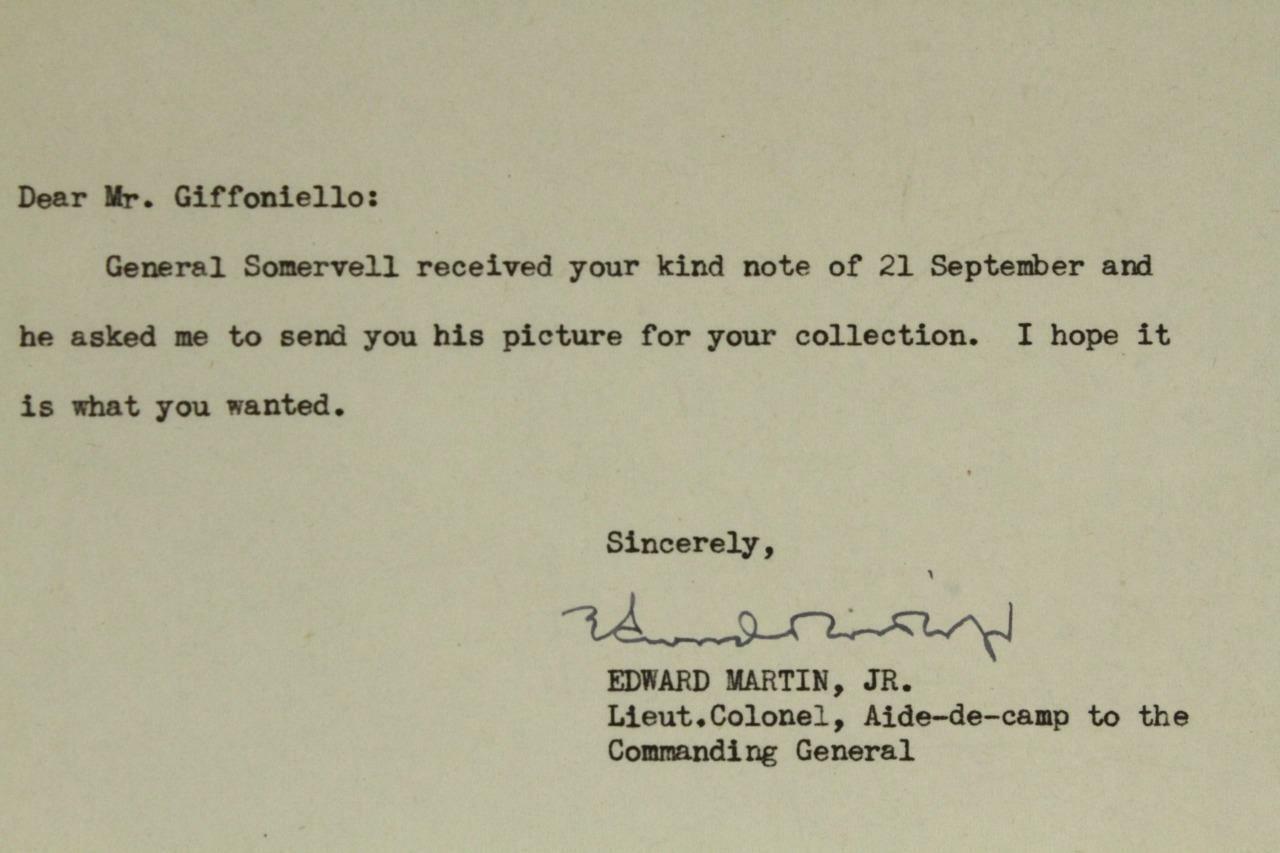 Dear Mr. Giffoniello:
General Somervell received your kind note of 21 September and
he asked me to send you his picture for your collection. I hope it
is what you wanted.
Sincerely,
EDWARD MARTIN, JR.
Lieut.Colonel, Aide-de-camp to the
Commanding General